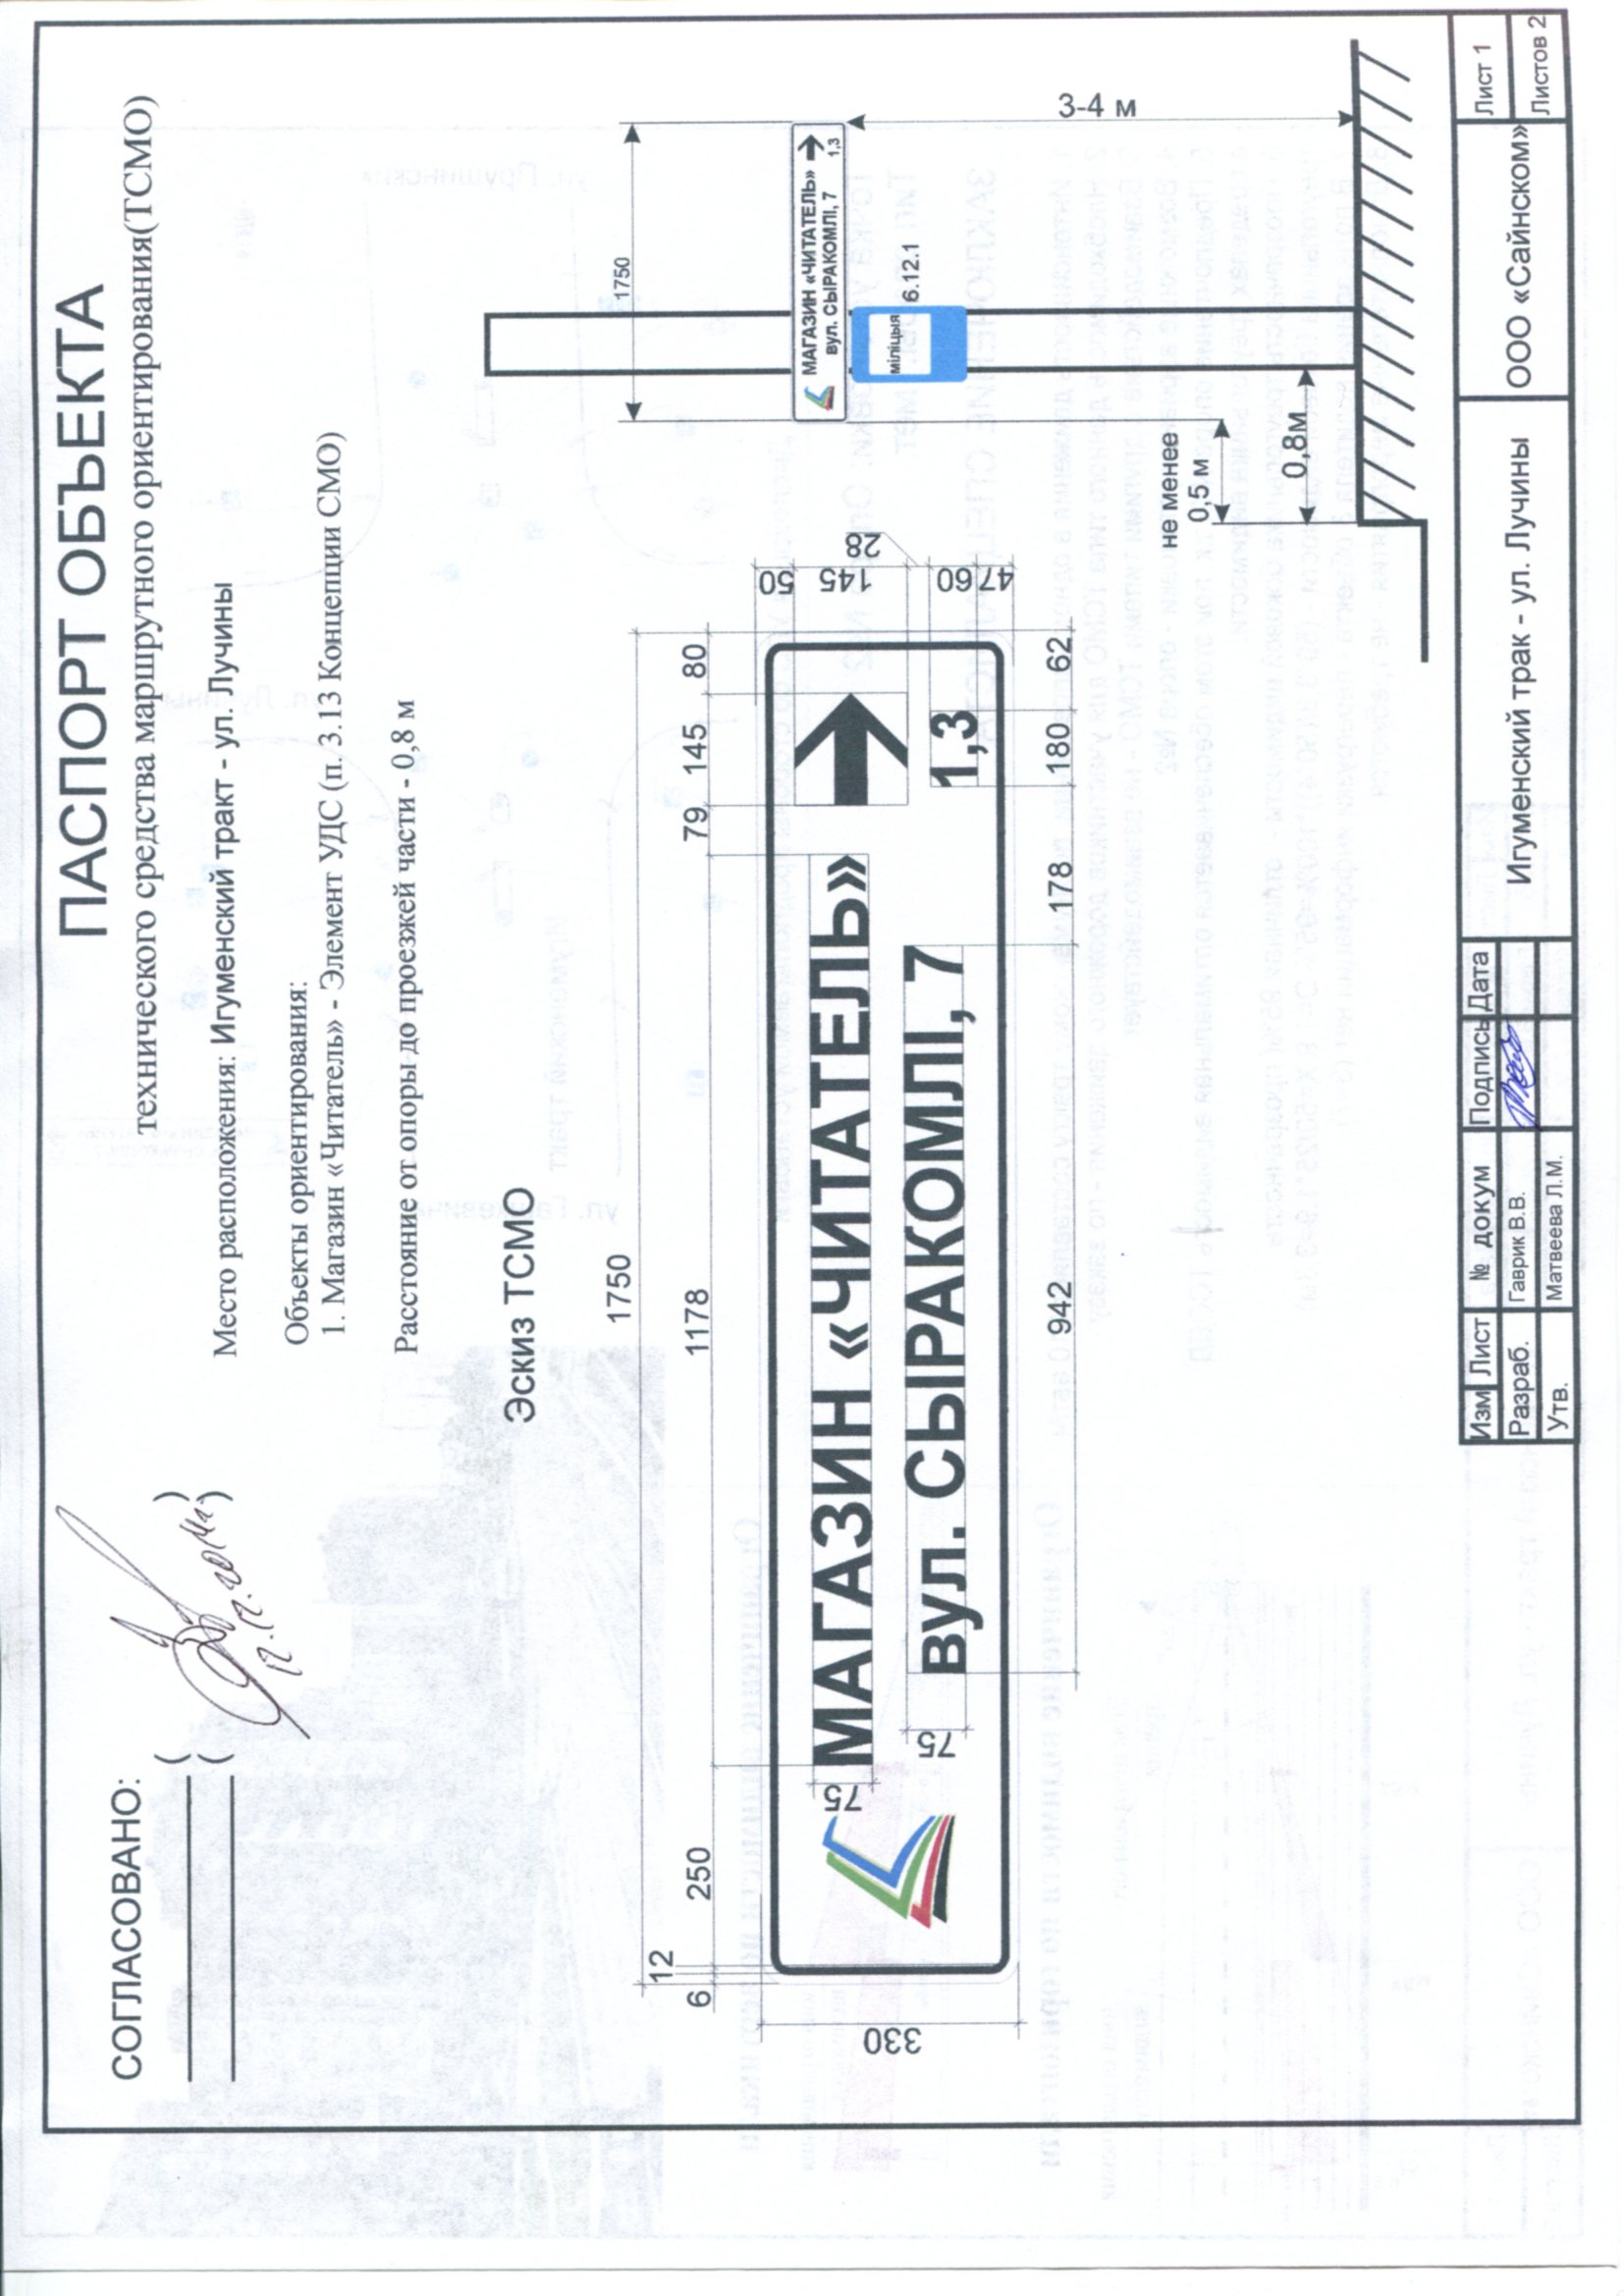 СОГЛАСОВАНО:
ПАСПОРТ ОБЪЕКТА
технического средства маршрутного ориентирования(ТСМО)
12.12.2014г.
Место расположения: Игуменский тракт - ул. Лучины
Объекты ориентирования:
1. Магазин «Читатель» - Элемент УДС (п. 3.13 Концепции СМО)
Расстояние от опоры до проезжей части - 0,8 м
Эскиз ТСМО
1750
12
6
250
1178
79
145
80
330
75
75
МАГАЗИН «ЧИТАТЕЛЬ»
вул. СЫРАКОМЛІ, 7
1,3
50
145
28
60
47
942
178
180
62
1750
МАГАЗИН «ЧИТАТЕЛЬ»
вул. СЫРАКОМЛІ, 7
1,3
міліцыя
6.12.1
3-4 м
не менее
0,5 м
0,8м
Изм Лист № докум Подпись Дата
Разраб. Гаврик В.В.
Утв. Матвеева Л.М.
Игуменский трак - ул. Лучины
ООО «Сайнском»
Лист 1
Листов 2